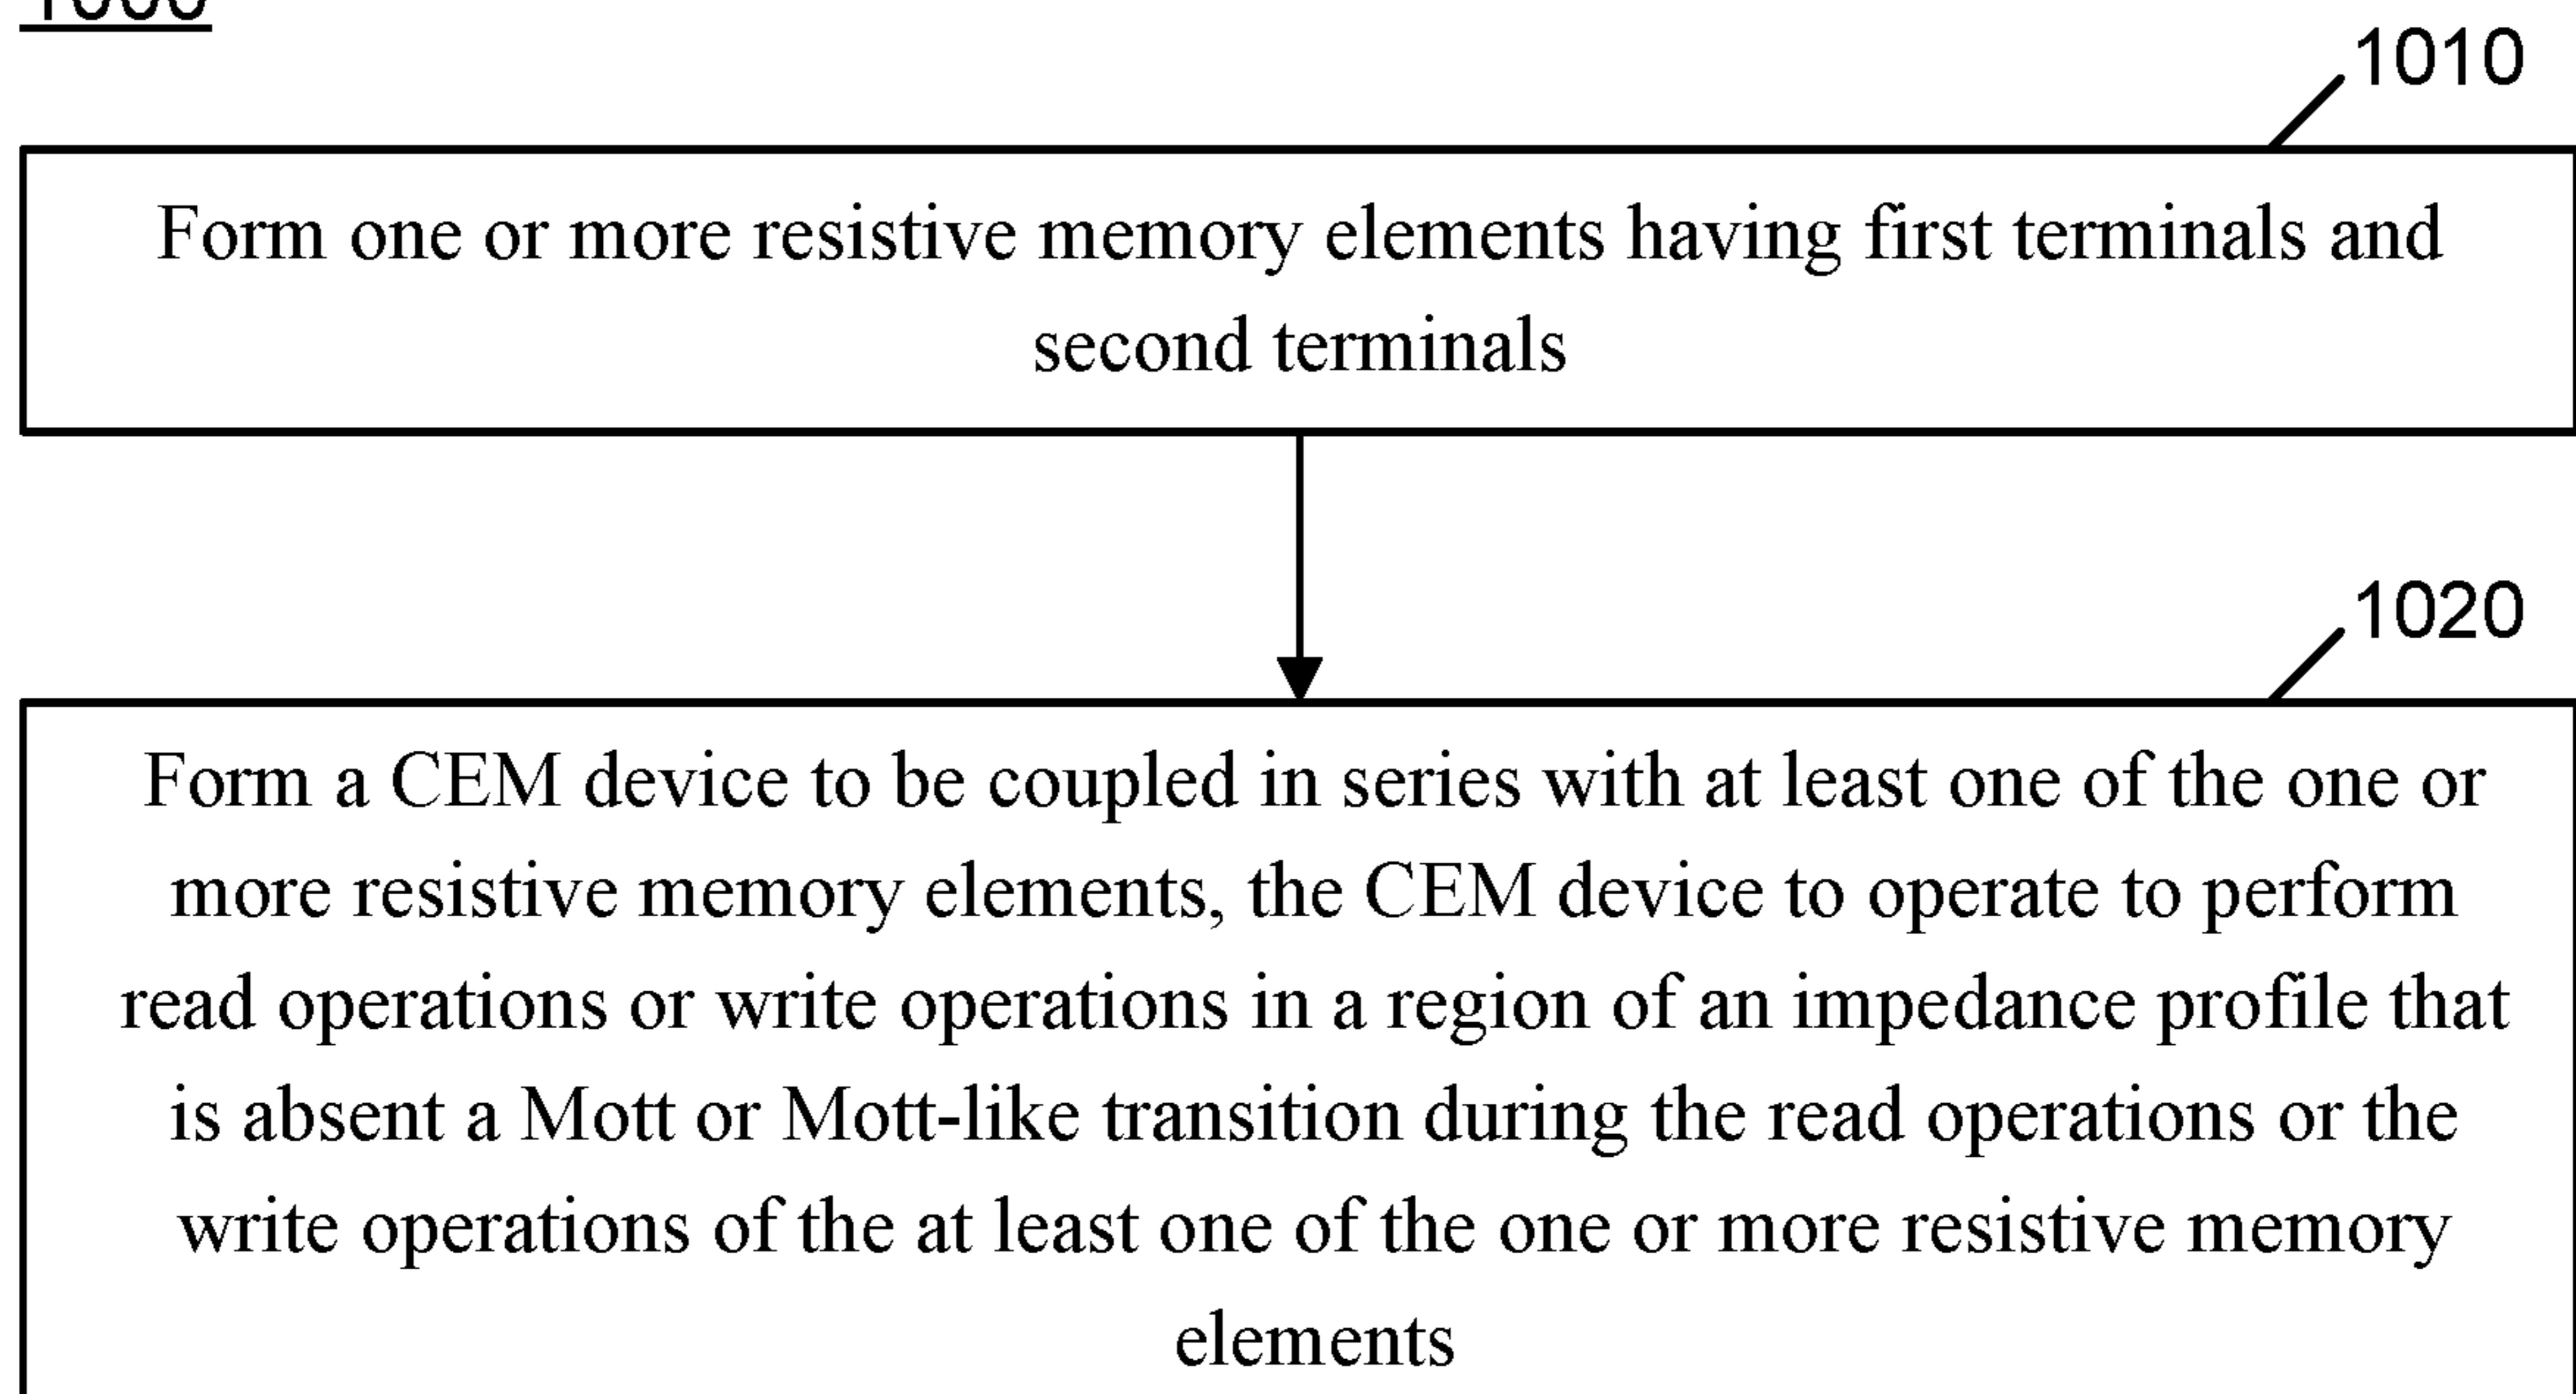 1010
Form one or more resistive memory elements having first terminals and
second terminals
1020
Form a CEM device to be coupled in series with at least one of the one or
more resistive memory elements, the CEM device to operate to perform
read operations or write operations in a region of an impedance profile that
is absent a Mott or Mott-like transition during the read operations or the
write operations of the at least one of the one or more resistive memory
elements